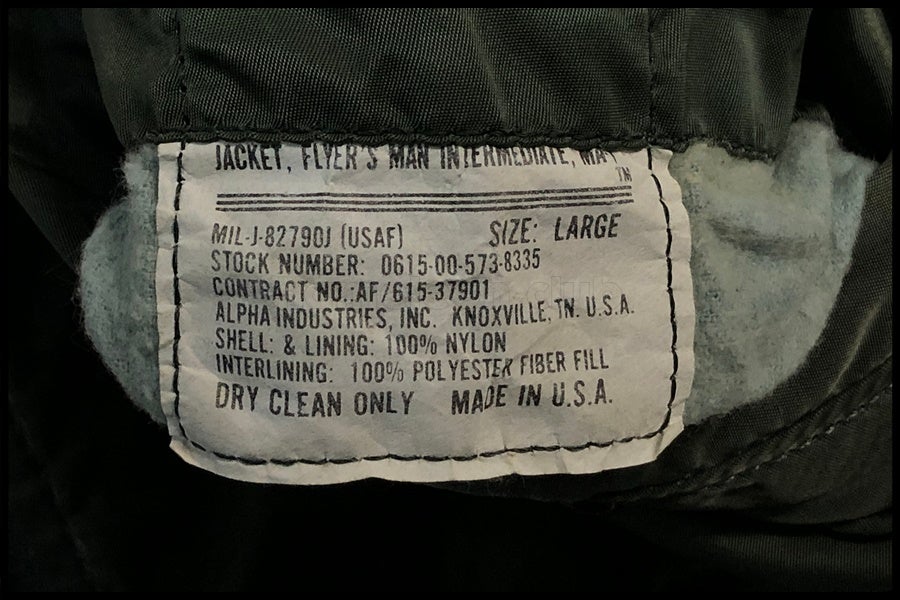 JACKET, FLYER'S MAN INTERMEDIATE, MA
TM
MIL-J-82790J (USAF) SIZE: LARGE
STOCK NUMBER: 0615-00-573-8335
CONTRACT NO.:AF/615-37901
ALPHA INDUSTRIES, INC. KNOXVILLE, TN. U.S.A.
SHELL: & LINING: 100% NYLON
INTERLINING: 100% POLYESTER FIBER FILL
DRY CLEAN ONLY MADE IN U.S.A.